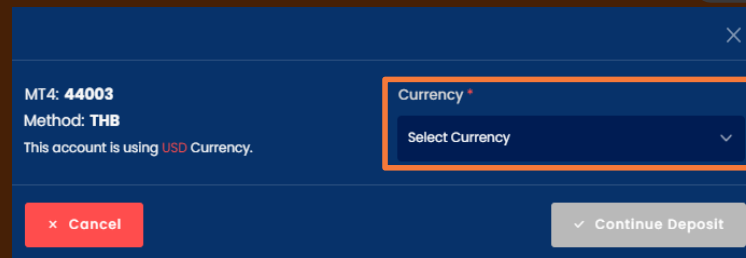 MT4: 44003
Method: THB
This account is using USD Currency.
Currency *
Select Currency
× Cancel
✓ Continue Deposit